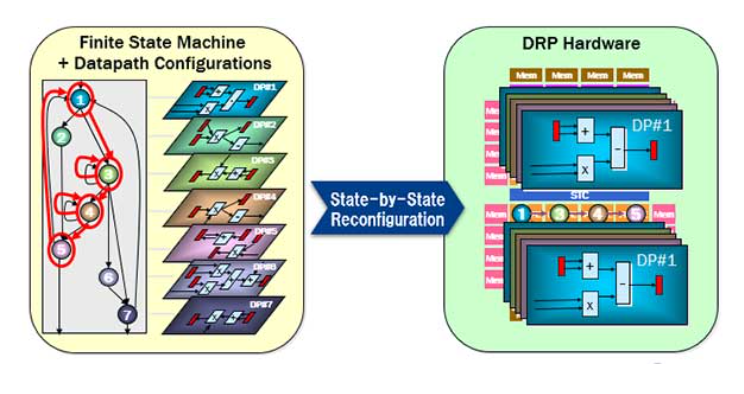 Finite State Machine
+ Datapath Configurations
1
2
3
4
5
6
7
DP#1
DP#2
DP#3
DP#4
DP#5
DP#6
DP#7
State-by-State
Reconfiguration
DRP Hardware
Mem Mem Mem Mem
Mem
Mem
Mem
Mem
DP#1
+
-
x
STC
Mem 1 3 4 5 Mem
Mem
Mem
Mem
DP#1
+
-
x